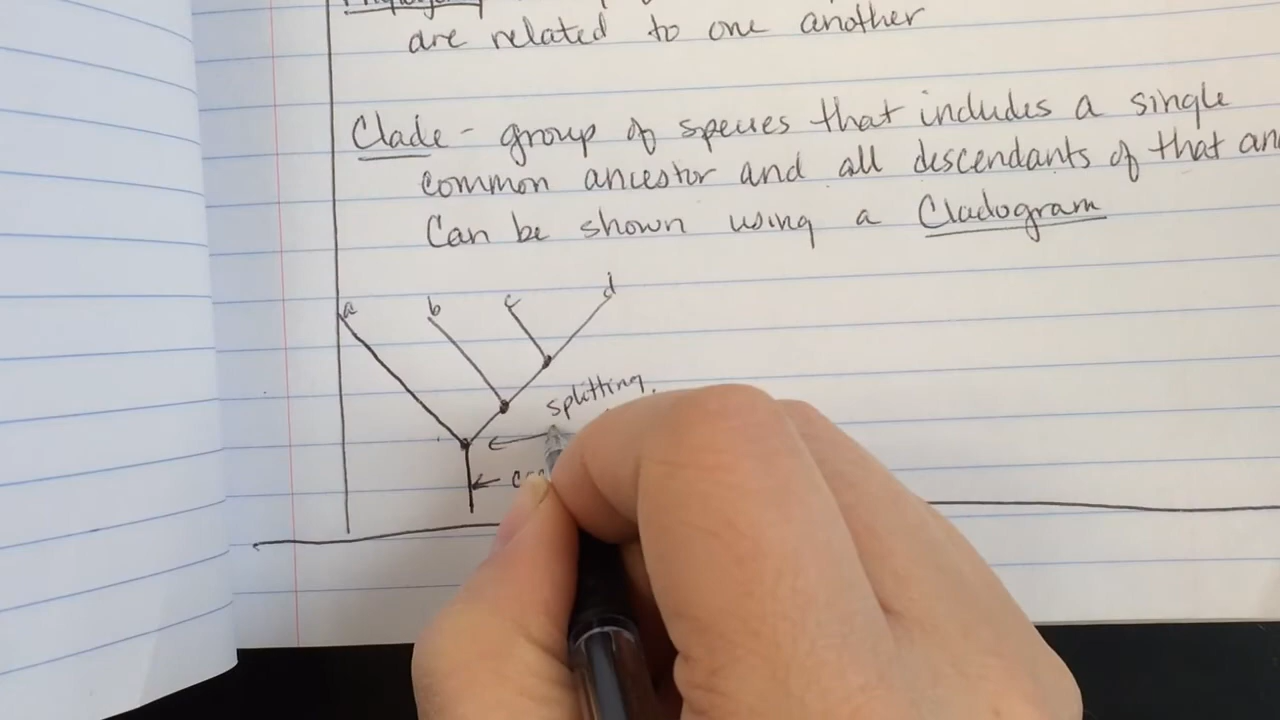 are related to one another
Clade - group of species that includes a single
common ancestor and all descendants of that
Can be shown using a Cladogram
a b c d
splitting